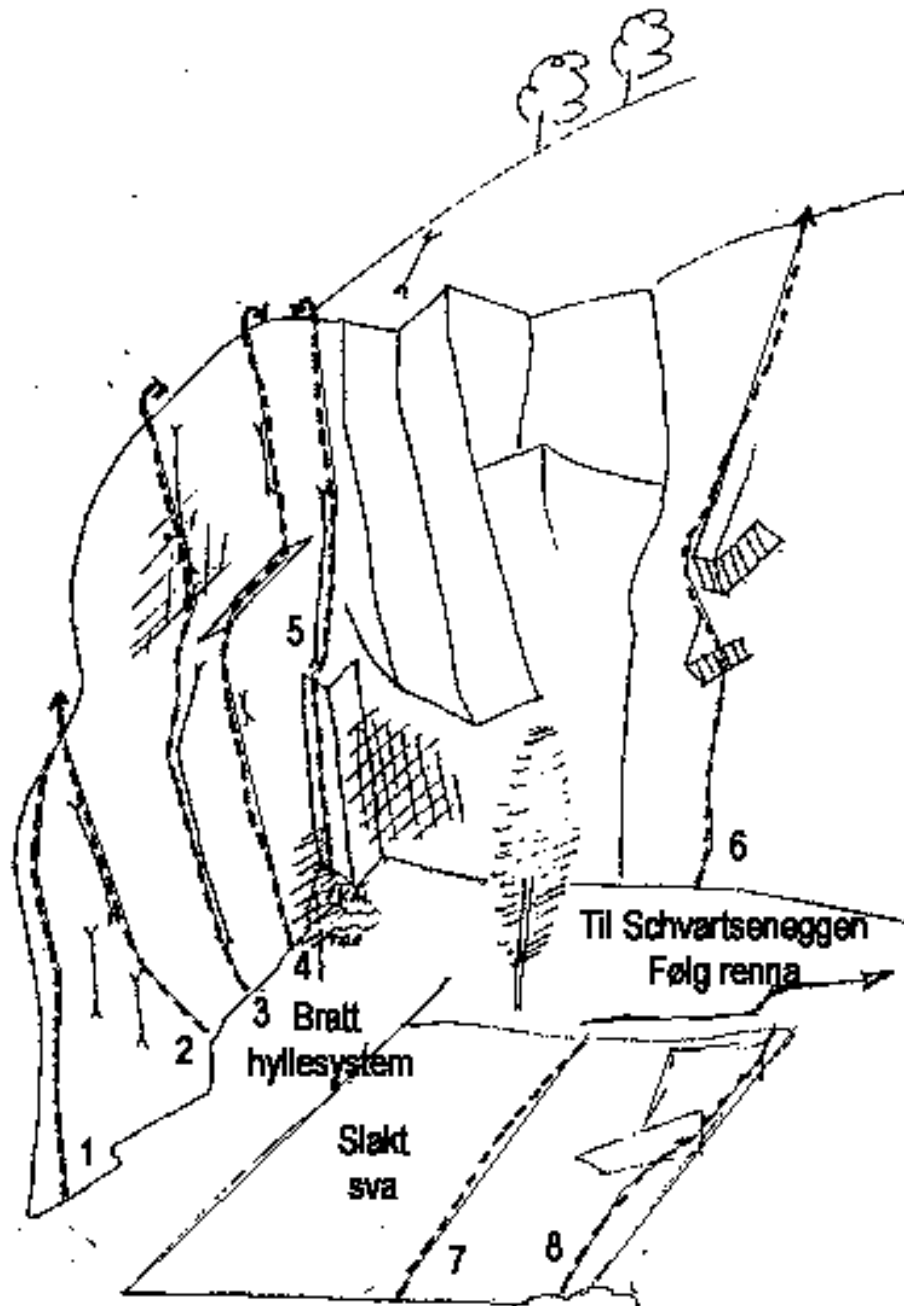 5
6
Til Schvartseneggen
Følg renna
4
3
Bratt
hyllesystem
2
1
Slakt
sva
7
8